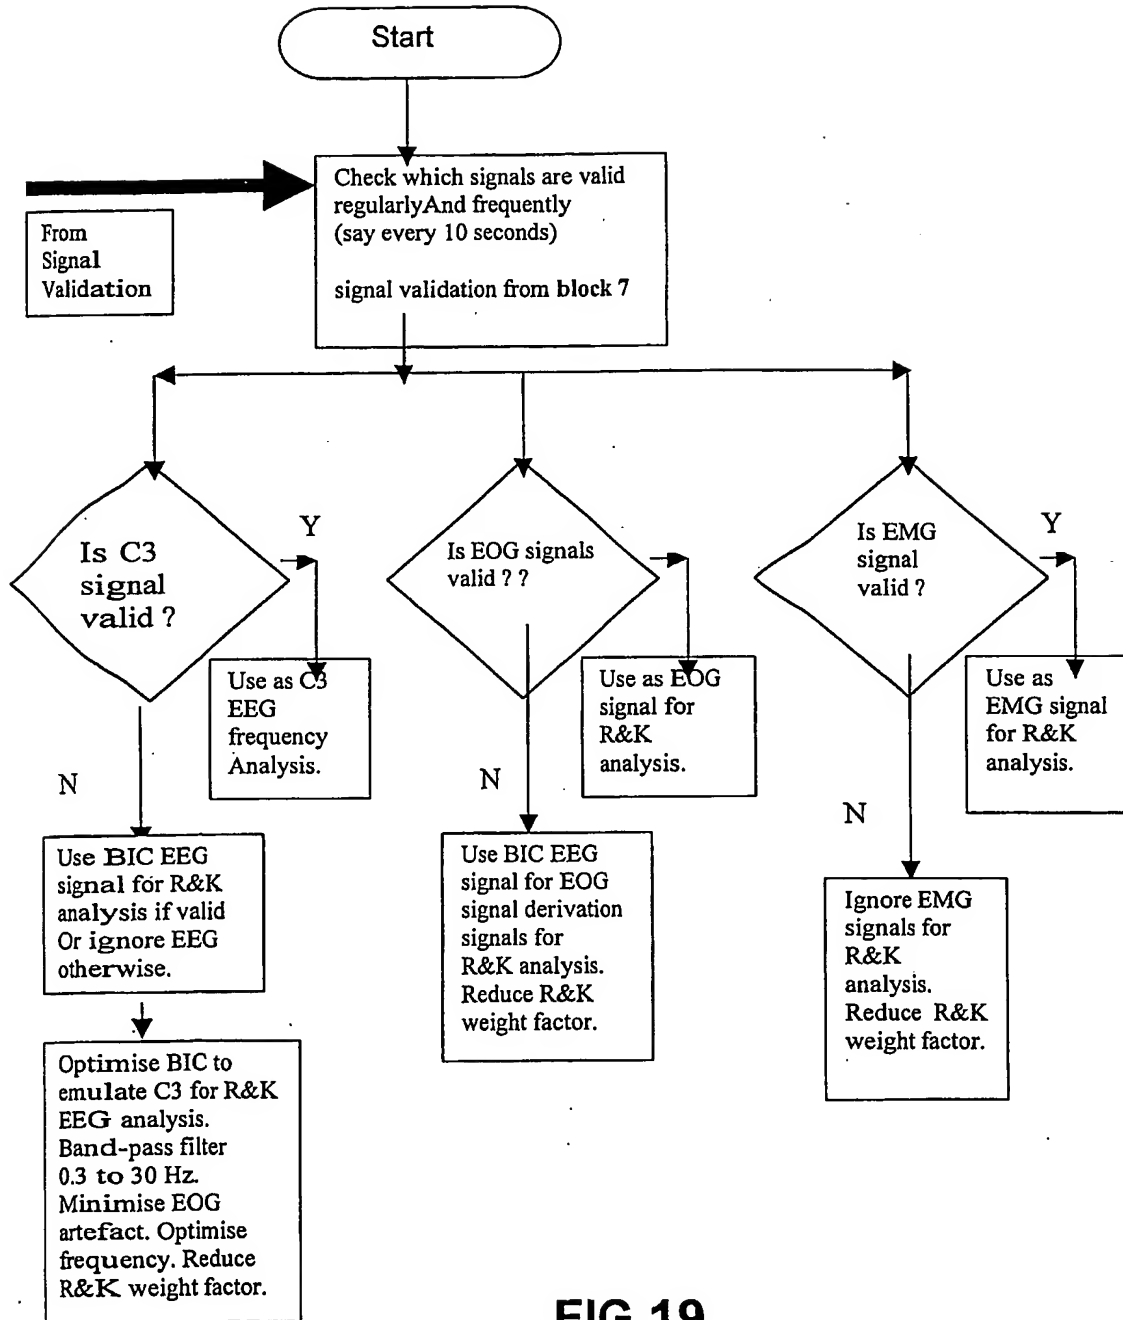 Start
Check which signals are valid
regularlyAnd frequently
(say every 10 seconds)
signal validation from block 7
From
Signal
Validation
Is C3
signal
valid ?
Y
Use as C3
EEG
frequency
Analysis.
N
Use BIC EEG
signal for R&K
analysis if valid
Or ignore EEG
otherwise.
Optimise BIC to
emulate C3 for R&K
EEG analysis.
Band-pass filter
0.3 to 30 Hz.
Minimise EOG
artefact. Optimise
frequency. Reduce
R&K weight factor.
Is EOG signals
valid ? ?
Use as EOG
signal for
R&K
analysis.
N
Use BIC EEG
signal for EOG
signal derivation
signals for
R&K analysis.
Reduce R&K
weight factor.
Is EMG
signal
valid ?
Y
Use as
EMG signal
for R&K
analysis.
N
Ignore EMG
signals for
R&K
analysis.
Reduce R&K
weight factor.
FIG 19